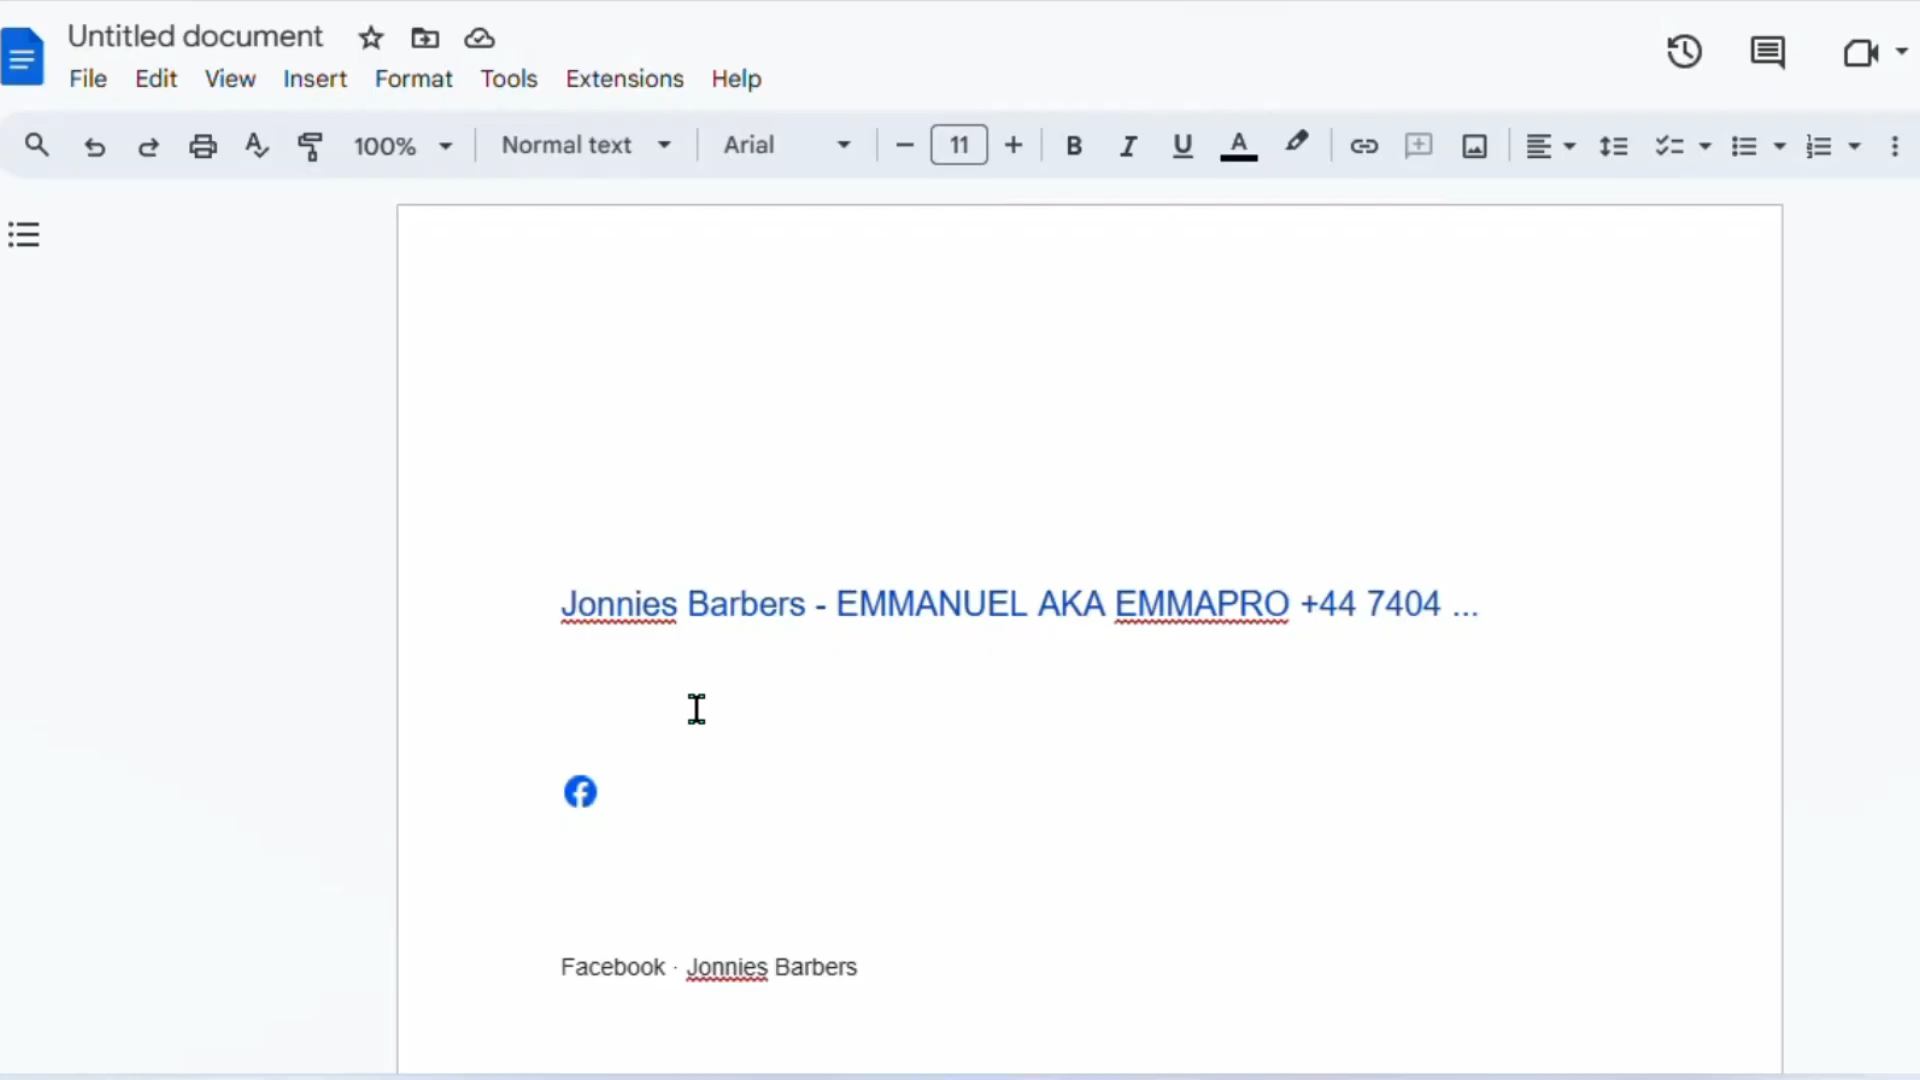 Untitled document
File Edit View Insert Format Tools Extensions Help
100% Normal text Arial 11 B I U A
Jonnies Barbers - EMMANUEL AKA EMMAPRO +44 7404 ...
Facebook · Jonnies Barbers